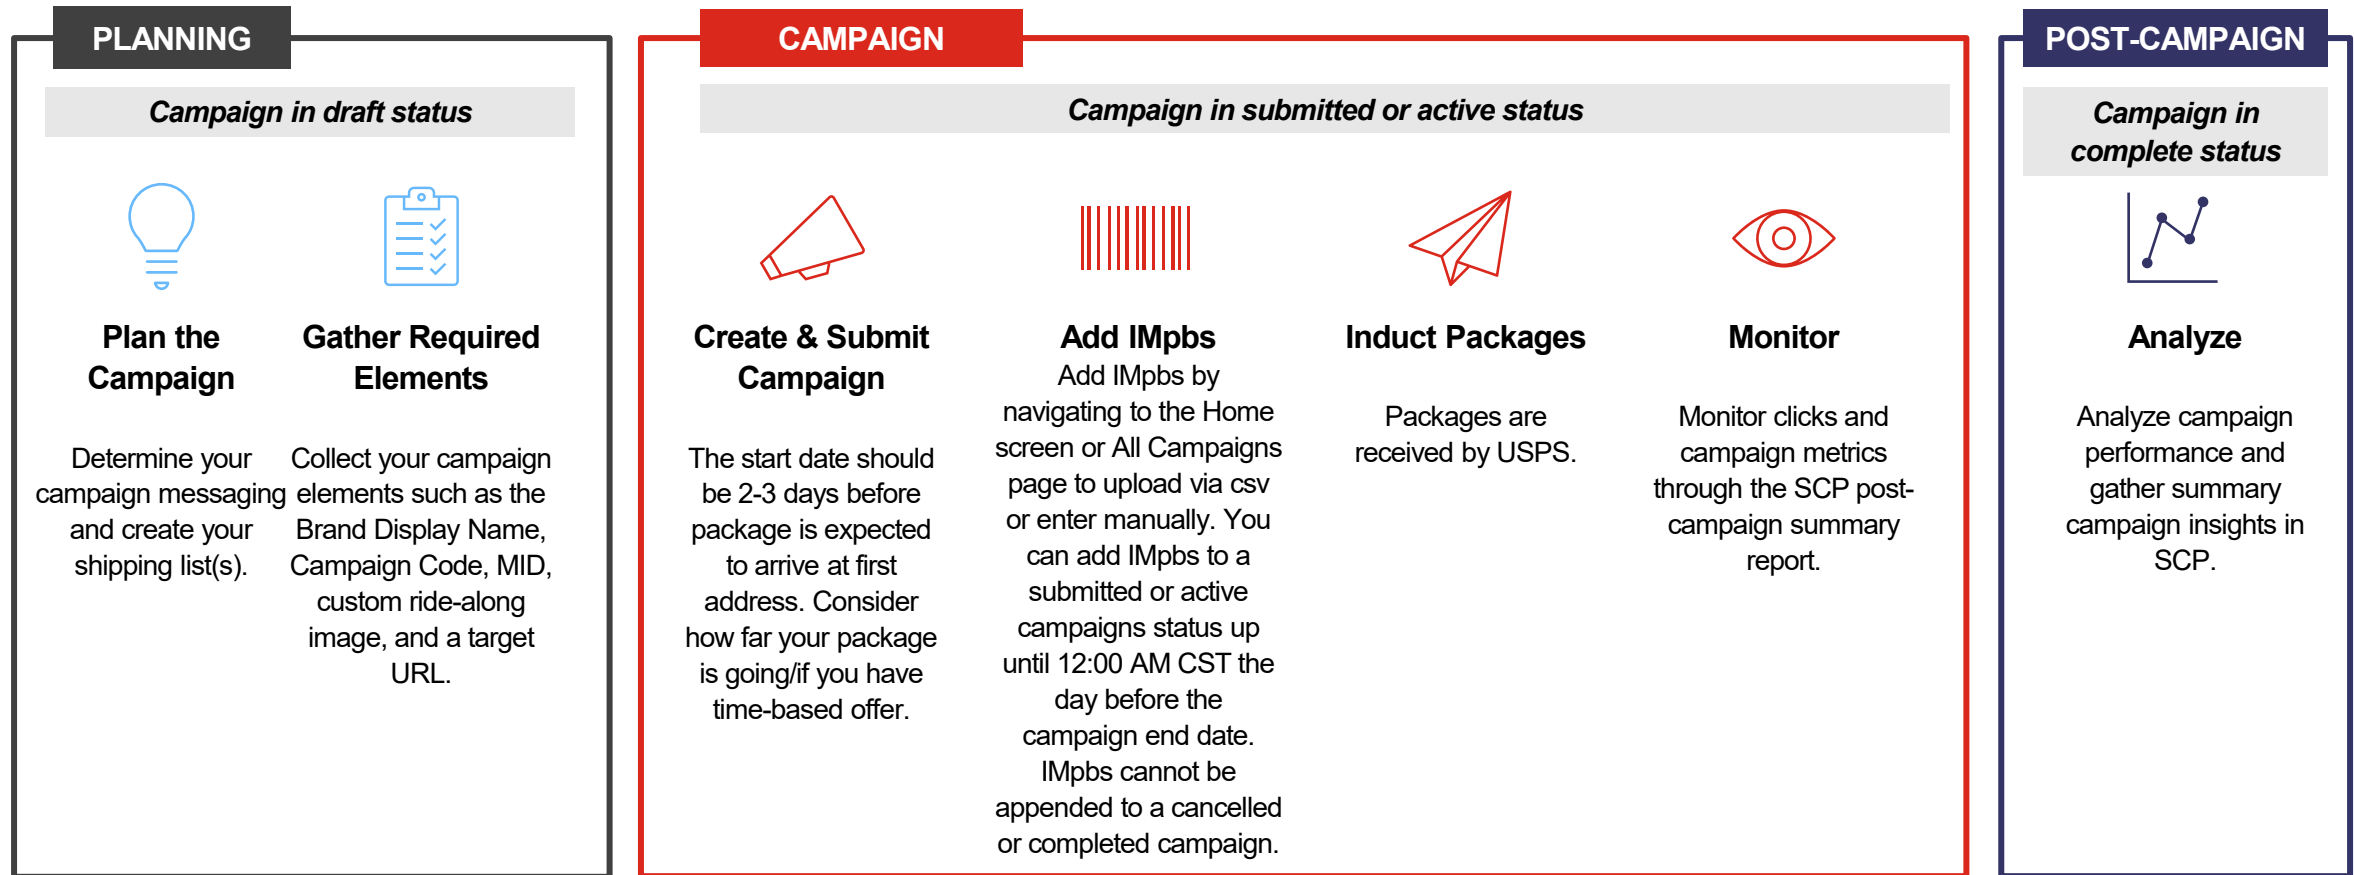 PLANNING
Campaign in draft status
Plan the
Campaign
Determine your
campaign messaging
and create your
shipping list(s).
Gather Required
Elements
Collect your campaign
elements such as the
Brand Display Name,
Campaign Code, MID,
custom ride-along
image, and a target
URL.
CAMPAIGN
Campaign in submitted or active status
Create & Submit
Campaign
The start date should
be 2-3 days before
package is expected
to arrive at first
address. Consider
how far your package
is going/if you have
time-based offer.
Add IMpbs
Add IMpbs by
navigating to the Home
screen or All Campaigns
page to upload via csv
or enter manually. You
can add IMpbs to a
submitted or active
campaigns status up
until 12:00 AM CST the
day before the
campaign end date.
IMpbs cannot be
appended to a cancelled
or completed campaign.
Induct Packages
Packages are
received by USPS.
Monitor
Monitor clicks and
campaign metrics
through the SCP post-
campaign summary
report.
POST-CAMPAIGN
Campaign in
complete status
Analyze
Analyze campaign
performance and
gather summary
campaign insights in
SCP.